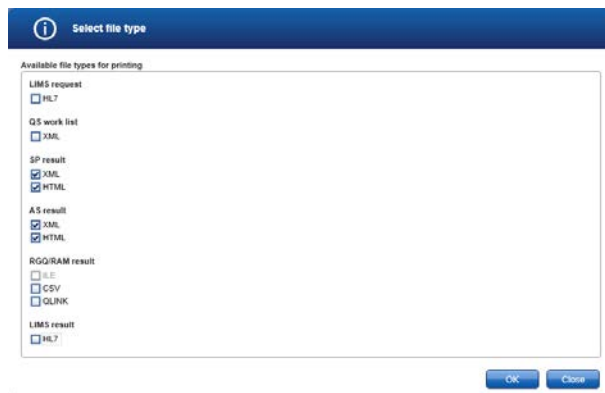 Select file type
Available file types for printing
LIMS request
HL7
QS work list
XML
SP result
XML
HTML
AS result
XML
HTML
RGQ/RAM result
ILE
CSV
QLINK
LIMS result
HL7
OK Close